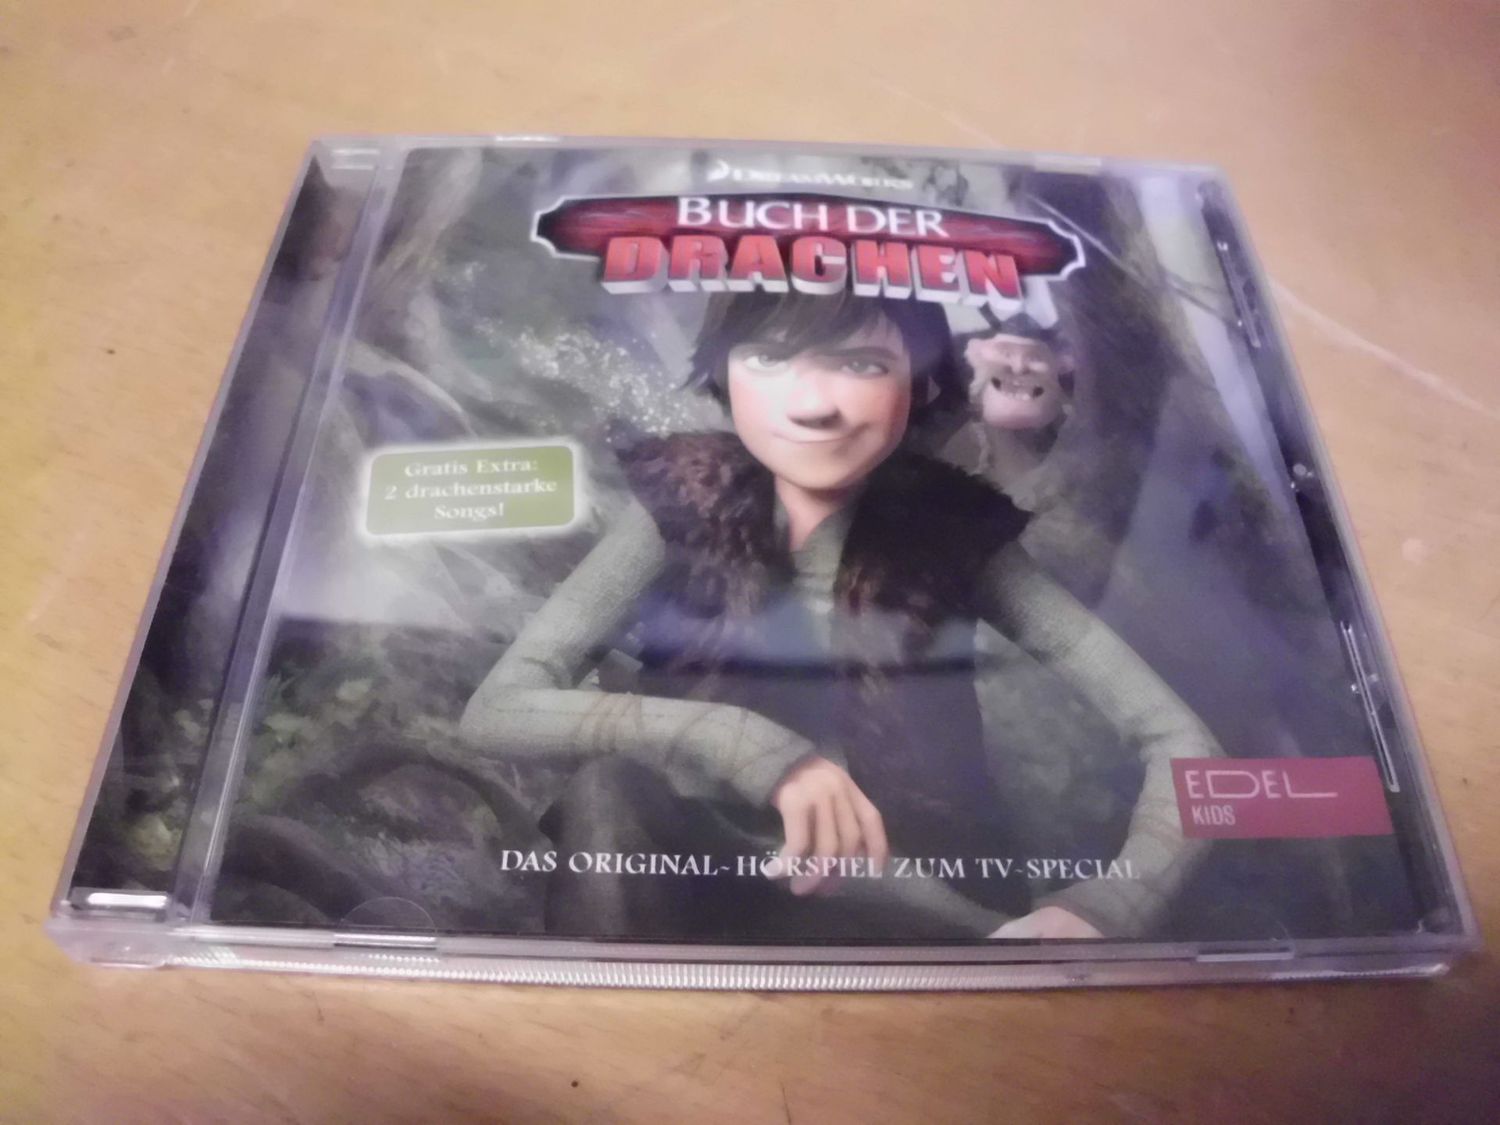 DREAMWORKS
BUCH DER
DRACHEN
Gratis Extra:
2 drachenstarke
Songs!
EDEL
KIDS
DAS ORIGINAL-HÖRSPIEL ZUM TV-SPECIAL